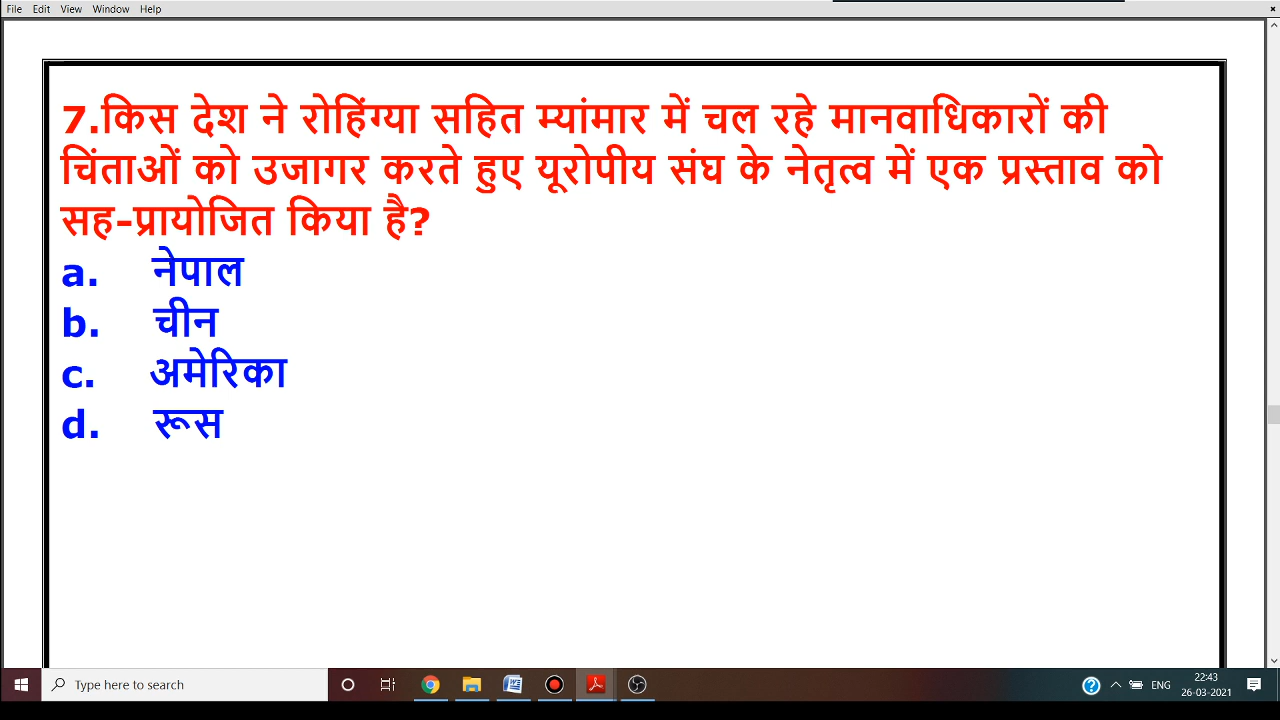 File Edit View Window Help
7.किस देश ने रोहिंग्या सहित म्यांमार में चल रहे मानवाधिकारों की
चिंताओं को उजागर करते हुए यूरोपीय संघ के नेतृत्व में एक प्रस्ताव को
सह-प्रायोजित किया है?
a. नेपाल
b. चीन
c. अमेरिका
d. रूस
Type here to search
ENG
22:43
26-03-2021